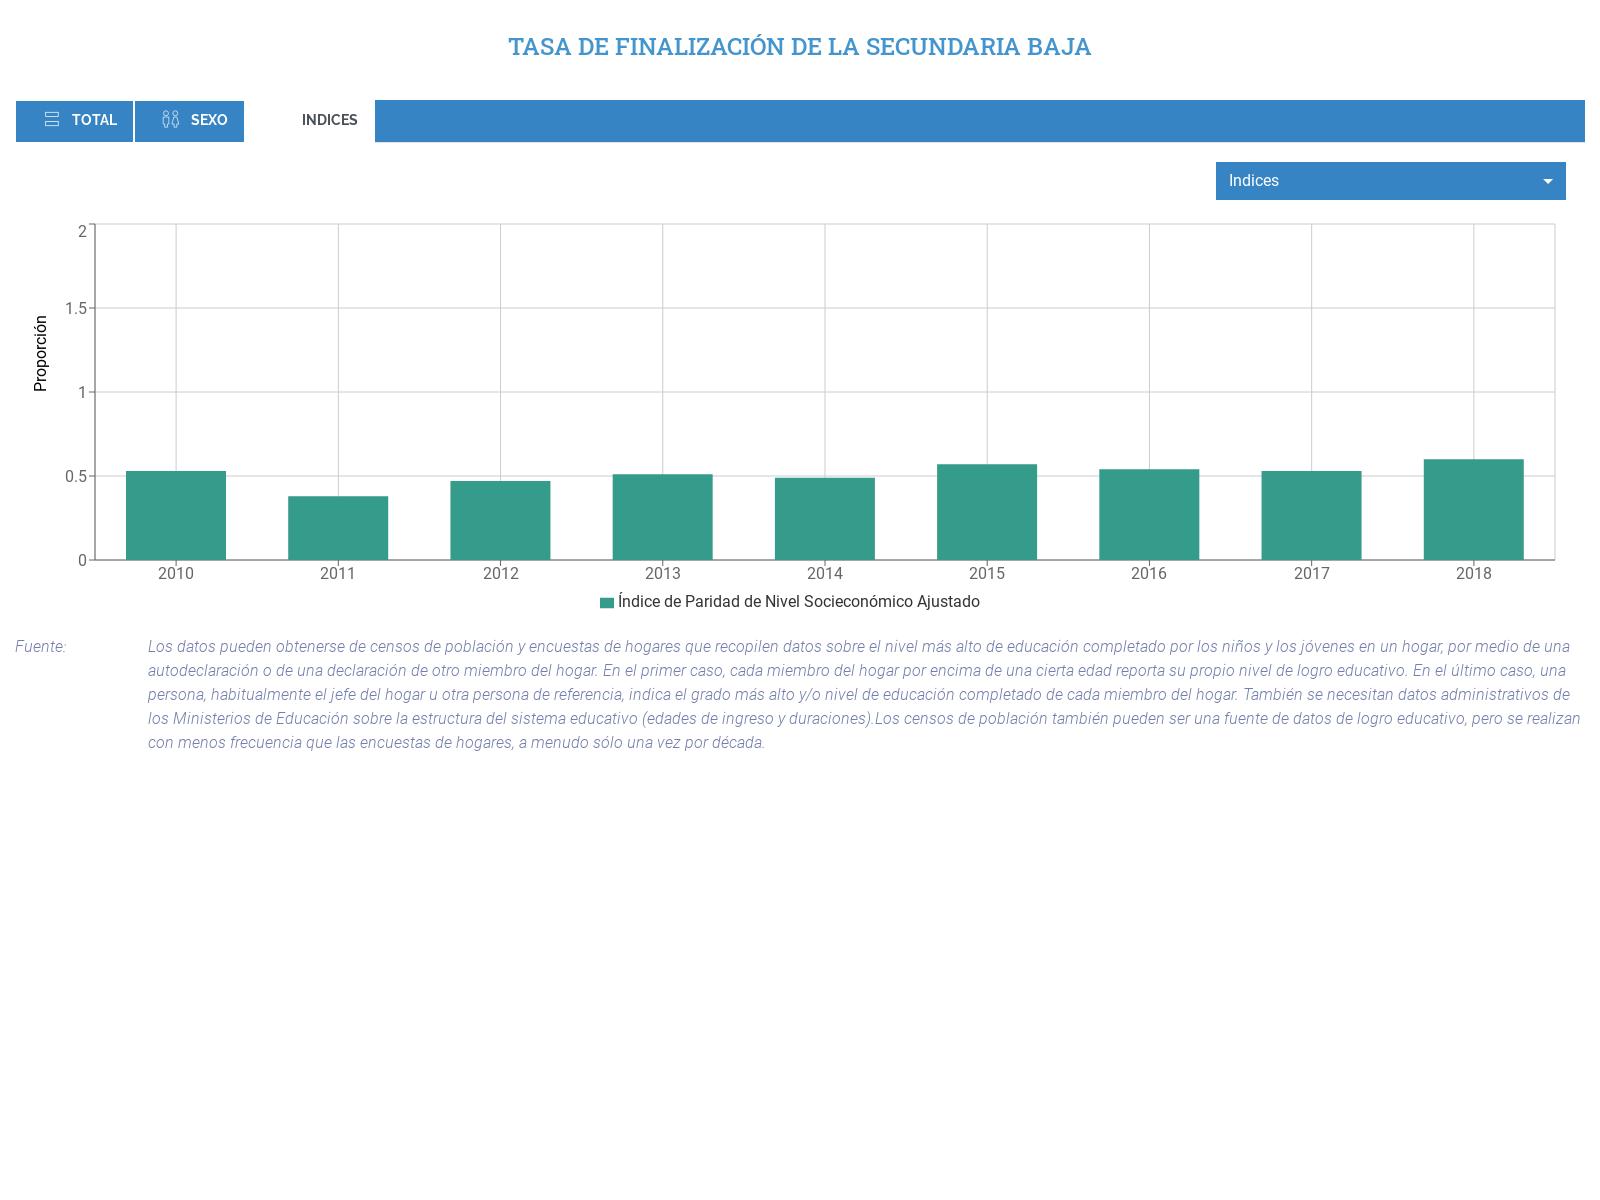 TASA DE FINALIZACIÓN DE LA SECUNDARIA BAJA
TOTAL SEXO INDICES
Indices
2
1.5
1
0.5
0
Proporción
2010 2011 2012 2013 2014 2015 2016 2017 2018
Índice de Paridad de Nivel Socieconómico Ajustado
Fuente: Los datos pueden obtenerse de censos de población y encuestas de hogares que recopilen datos sobre el nivel más alto de educación completado por los niños y los jóvenes en un hogar, por medio de una
autodeclaración o de una declaración de otro miembro del hogar. En el primer caso, cada miembro del hogar por encima de una cierta edad reporta su propio nivel de logro educativo. En el último caso, una
persona, habitualmente el jefe del hogar u otra persona de referencia, indica el grado más alto y/o nivel de educación completado de cada miembro del hogar. También se necesitan datos administrativos de
los Ministerios de Educación sobre la estructura del sistema educativo (edades de ingreso y duraciones).Los censos de población también pueden ser una fuente de datos de logro educativo, pero se realizan
con menos frecuencia que las encuestas de hogares, a menudo sólo una vez por década.